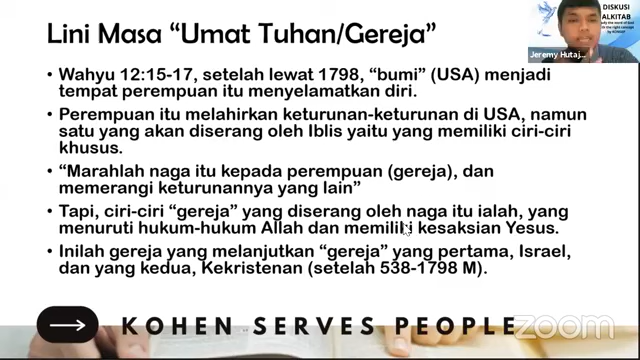 Lini Masa “Umat Tuhan/Gereja”
DISKUSI
ALKITAB
Jeremy Hutaj...
• Wahyu 12:15-17, setelah lewat 1798, “bumi” (USA) menjadi
tempat perempuan itu menyelamatkan diri.
• Perempuan itu melahirkan keturunan-keturunan di USA, namun
satu yang akan diserang oleh Iblis yaitu yang memiliki ciri-ciri
khusus.
• “Marahlah naga itu kepada perempuan (gereja), dan
memerangi keturunannya yang lain”
• Tapi, ciri-ciri “gereja” yang diserang oleh naga itu ialah, yang
menuruti hukum-hukum Allah dan memiliki kesaksian Yesus.
• Inilah gereja yang melanjutkan “gereja” yang pertama, Israel,
dan yang kedua, Kekristenan (setelah 538-1798 M).
KOHEN SERVES PEOPLE
zoom